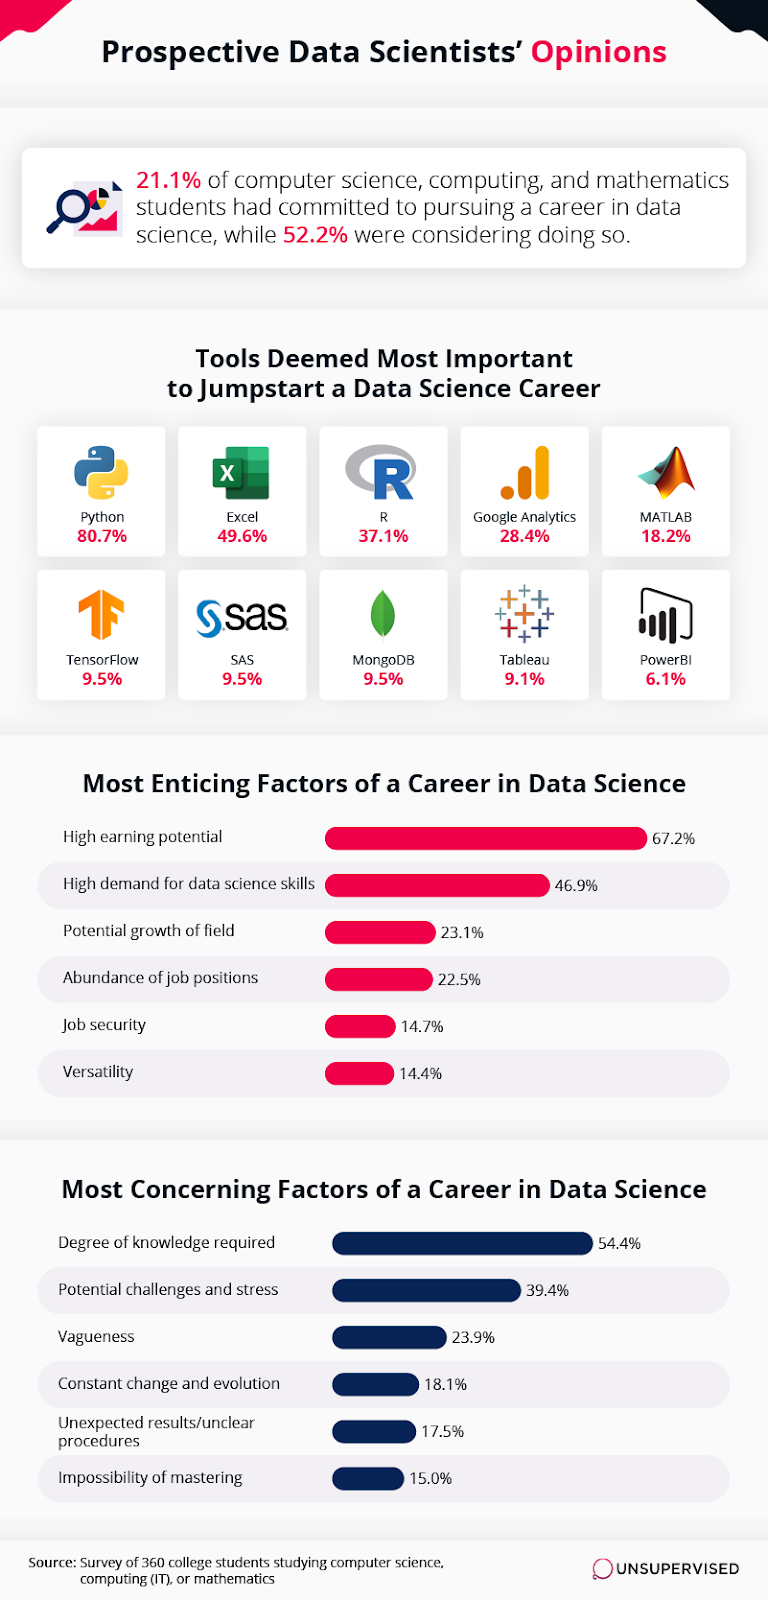 Prospective Data Scientists’ Opinions
21.1% of computer science, computing, and mathematics
students had committed to pursuing a career in data
science, while 52.2% were considering doing so.
Tools Deemed Most Important
to Jumpstart a Data Science Career
X
R
Python
80.7%
Excel
49.6%
R
37.1%
Google Analytics
28.4%
MATLAB
18.2%
sas
TensorFlow
9.5%
SAS
9.5%
MongoDB
9.5%
Tableau
9.1%
PowerBI
6.1%
Most Enticing Factors of a Career in Data Science
High earning potential 67.2%
High demand for data science skills 46.9%
Potential growth of field 23.1%
Abundance of job positions 22.5%
Job security 14.7%
Versatility 14.4%
Most Concerning Factors of a Career in Data Science
Degree of knowledge required 54.4%
Potential challenges and stress 39.4%
Vagueness 23.9%
Constant change and evolution 18.1%
Unexpected results/unclear
procedures 17.5%
Impossibility of mastering 15.0%
Source: Survey of 360 college students studying computer science,
computing (IT), or mathematics
UNSUPERVISED